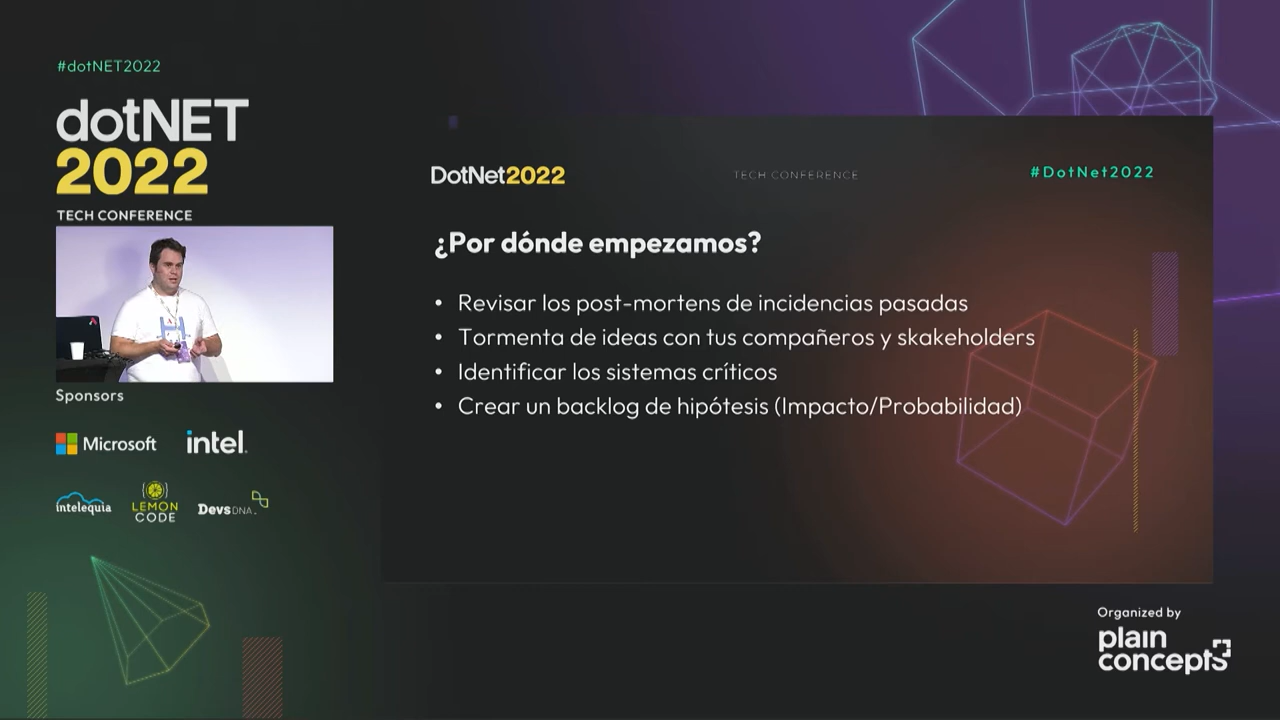 #dotNET2022
dotNET
2022
TECH CONFERENCE
Sponsors
Microsoft
intel.
intelequia
LEMON
CODE
DevsDNA.
DotNet2022
TECH CONFERENCE
#DotNet2022
¿Por dónde empezamos?
• Revisar los post-mortens de incidencias pasadas
• Tormenta de ideas con tus compañeros y skakeholders
• Identificar los sistemas críticos
• Crear un backlog de hipótesis (Impacto/Probabilidad)
Organized by
plain
concepts